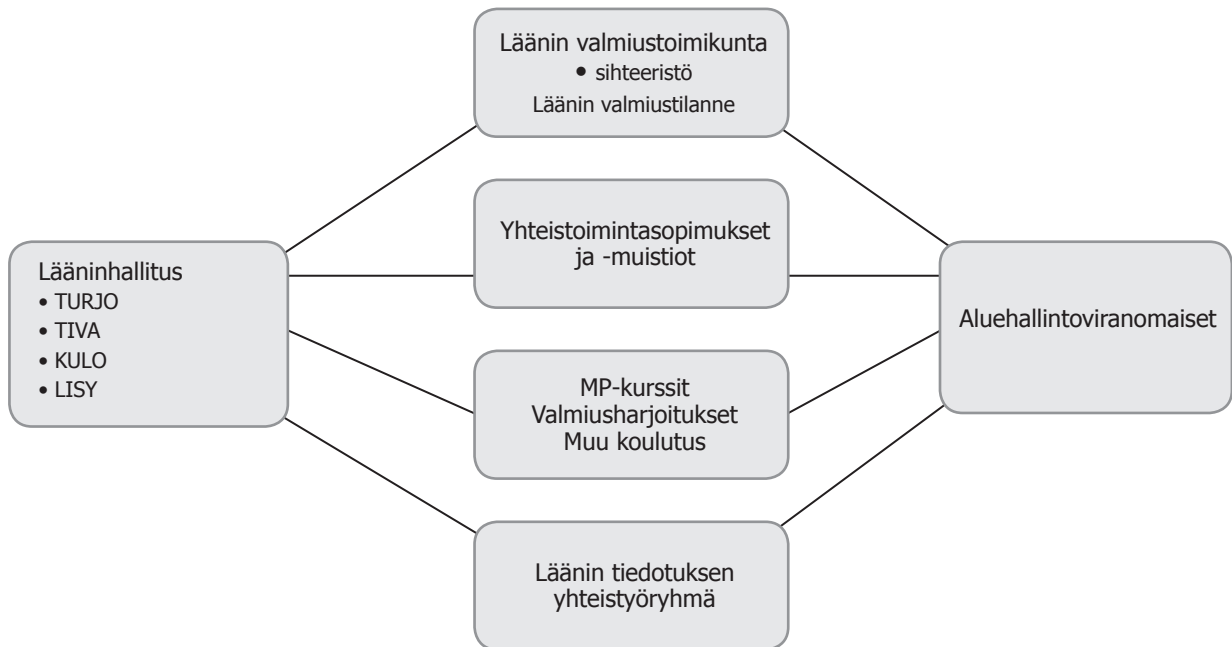 Läänin valmiustoimikunta
• sihteeristö
Läänin valmiustilanne
Yhteistoimintasopimukset
ja -muistiot
Lääninhallitus
• TURJO
• TIVA
• KULO
• LISY
Aluehallintoviranomaiset
MP-kurssit
Valmiusharjoitukset
Muu koulutus
Läänin tiedotuksen
yhteistyöryhmä